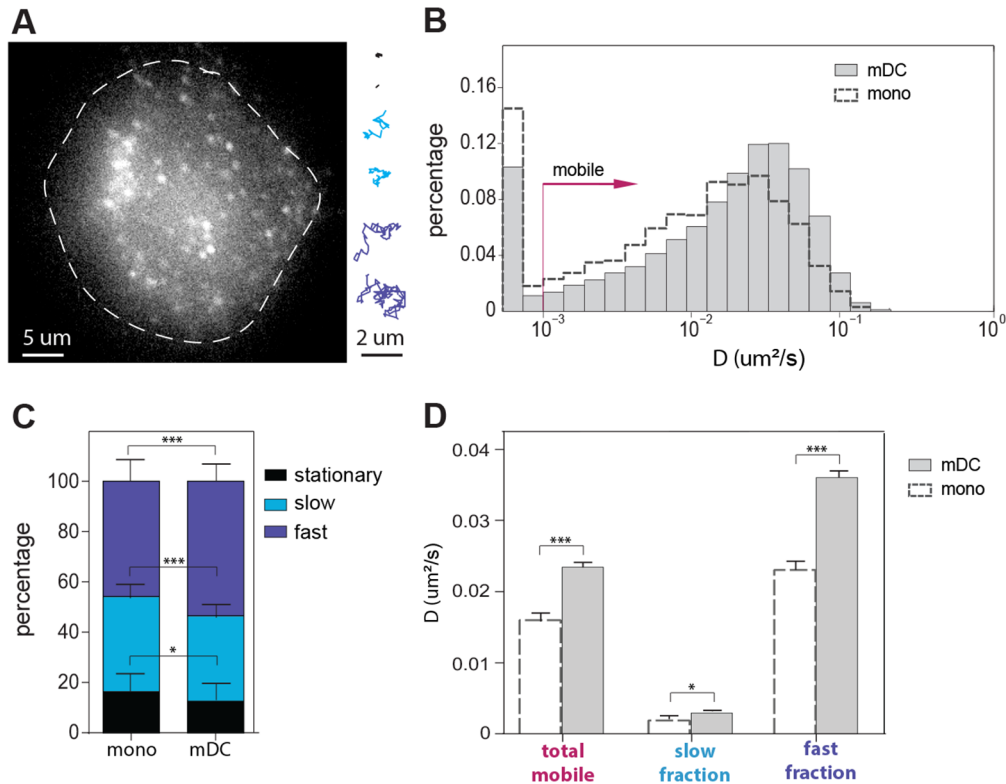 A
5 um
2 um
B
percentage
0.16
0.12
0.08
0.04
0
mobile
mDC
mono
10⁻³
10⁻²
10⁻¹
10⁰
D (um²/s)
C
percentage
100
80
60
40
20
0
***
***
*
mono
mDC
stationary
slow
fast
D
D (um²/s)
0.04
0.03
0.02
0.01
0
***
*
***
total
mobile
slow
fraction
fast
fraction
mDC
mono